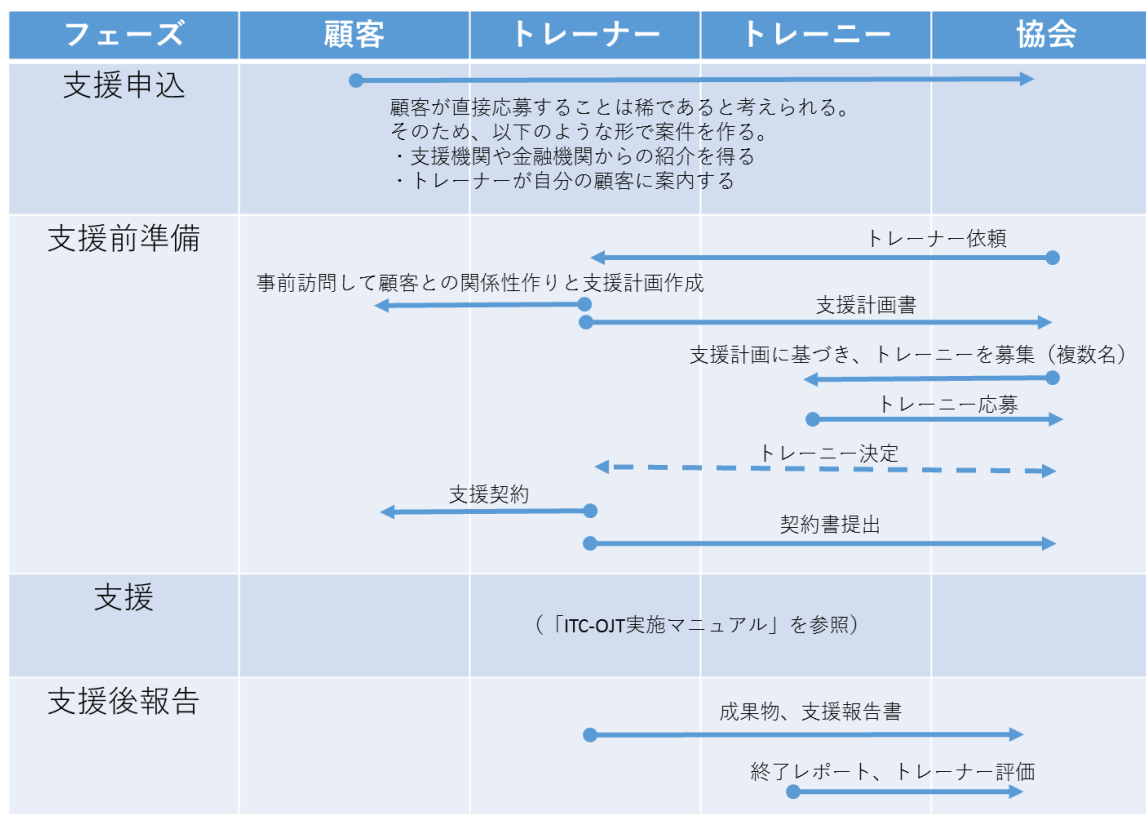 フェーズ 顧客 トレーナー トレーニー 協会
支援申込
顧客が直接応募することは稀であると考えられる。
そのため、以下のような形で案件を作る。
・支援機関や金融機関からの紹介を得る
・トレーナーが自分の顧客に案内する
支援前準備
トレーナー依頼
事前訪問して顧客との関係性作りと支援計画作成
支援計画書
支援計画に基づき、トレーニーを募集（複数名）
トレーニー応募
トレーニー決定
支援契約
契約書提出
支援
（「ITC-OJT実施マニュアル」を参照）
支援後報告
成果物、支援報告書
終了レポート、トレーナー評価